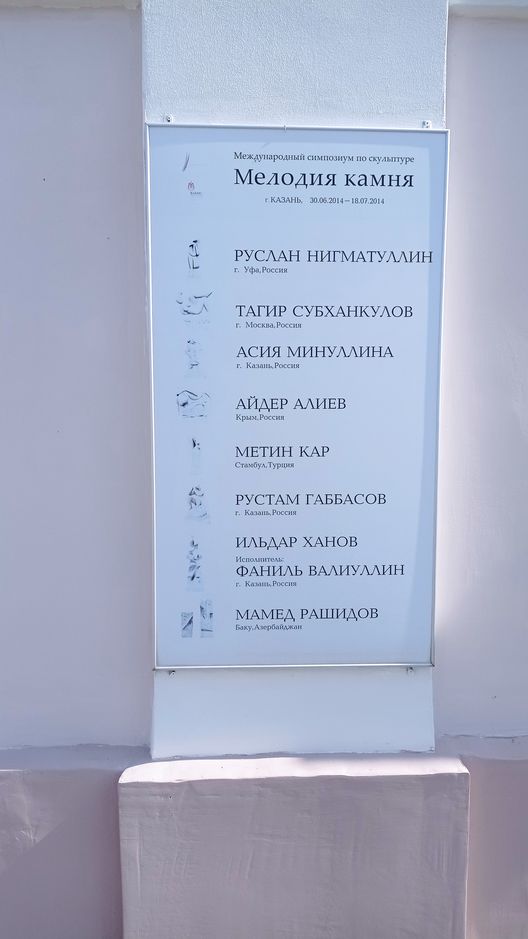 Международный симпозиум по скульптуре
Мелодия камня
г КАЗАНЬ, 30.06.2014 – 18.07.2014
РУСЛАН НИГМАТУЛЛИН
г. Уфа,Россия
ТАГИР СУБХАНКУЛОВ
г. Москва,Россия
АСИЯ МИНУЛЛИНА
г. Казань,Россия
АЙДЕР АЛИЕВ
Крым,Россия
МЕТИН КАР
Стамбул,Турция
РУСТАМ ГАББАСОВ
г. Казань,Россия
ИЛЬДАР ХАНОВ
Исполнитель:
ФАНИЛЬ ВАЛИУЛЛИН
г. Казань,Россия
МАМЕД РАШИДОВ
Баку,Азербайджан